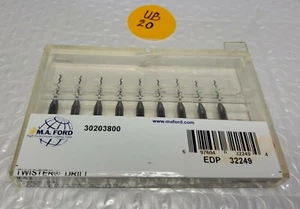 UB
20
M.A. FORD
30203800
www.maford.com
EDP 32249
TWISTER® DRILL